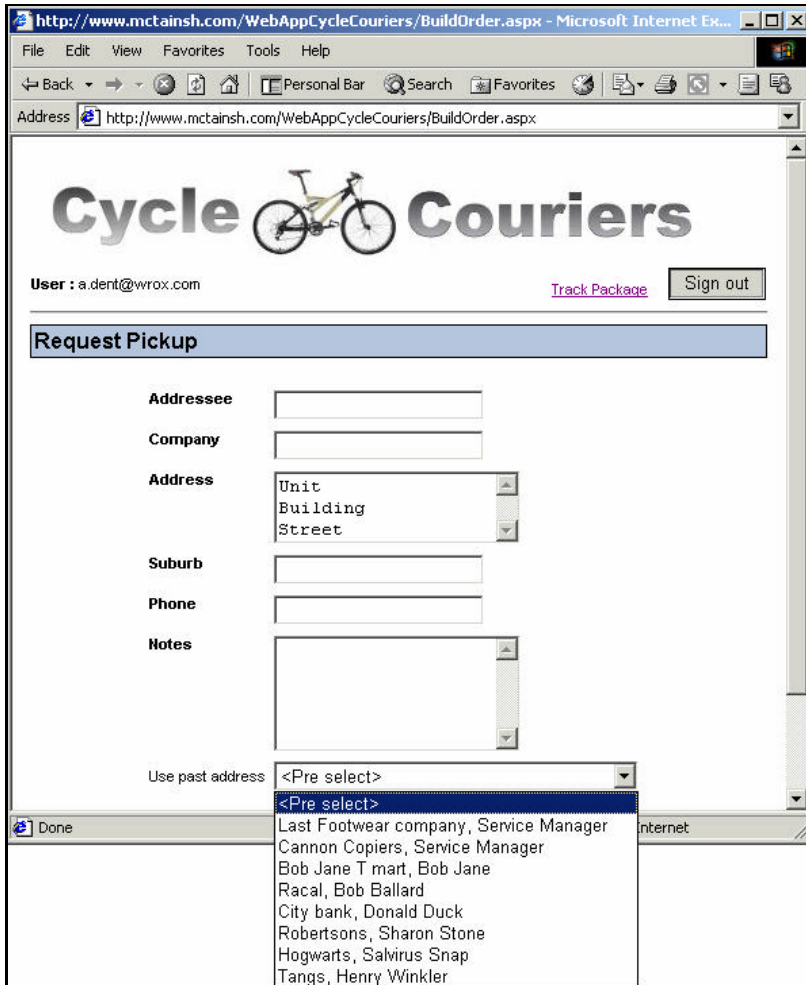 http://www.mctainsh.com/WebAppCycleCouriers/BuildOrder.aspx - Microsoft Internet Ex...
File Edit View Favorites Tools Help
Back Personal Bar Search Favorites
Address http://www.mctainsh.com/WebAppCycleCouriers/BuildOrder.aspx
Cycle Couriers
User : a.dent@wrox.com Track Package Sign out
Request Pickup
Addressee
Company
Address Unit
Building
Street
Suburb
Phone
Notes
Use past address <Pre select>
<Pre select>
Done Last Footwear company, Service Manager nternet
Cannon Copiers, Service Manager
Bob Jane T mart, Bob Jane
Racal, Bob Ballard
City bank, Donald Duck
Robertsons, Sharon Stone
Hogwarts, Salvirus Snap
Tangs, Henry Winkler